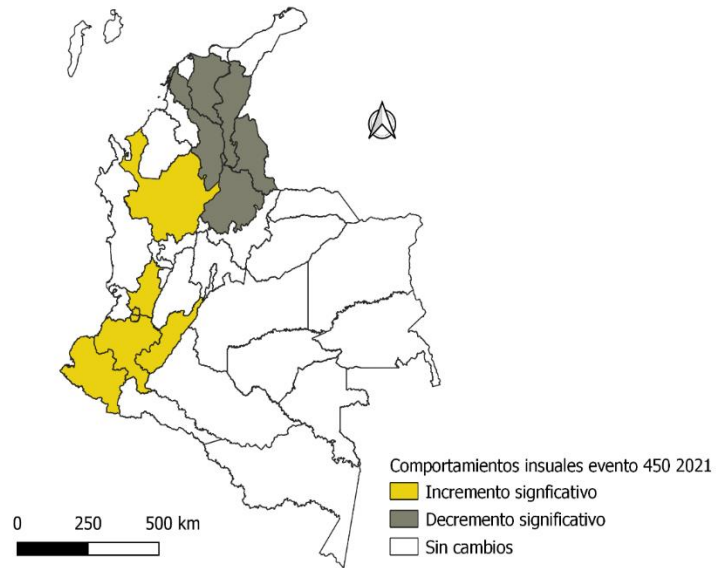 Comportamientos insuales evento 450 2021
Incremento signficativo
Decremento significativo
Sin cambios
0 250 500 km